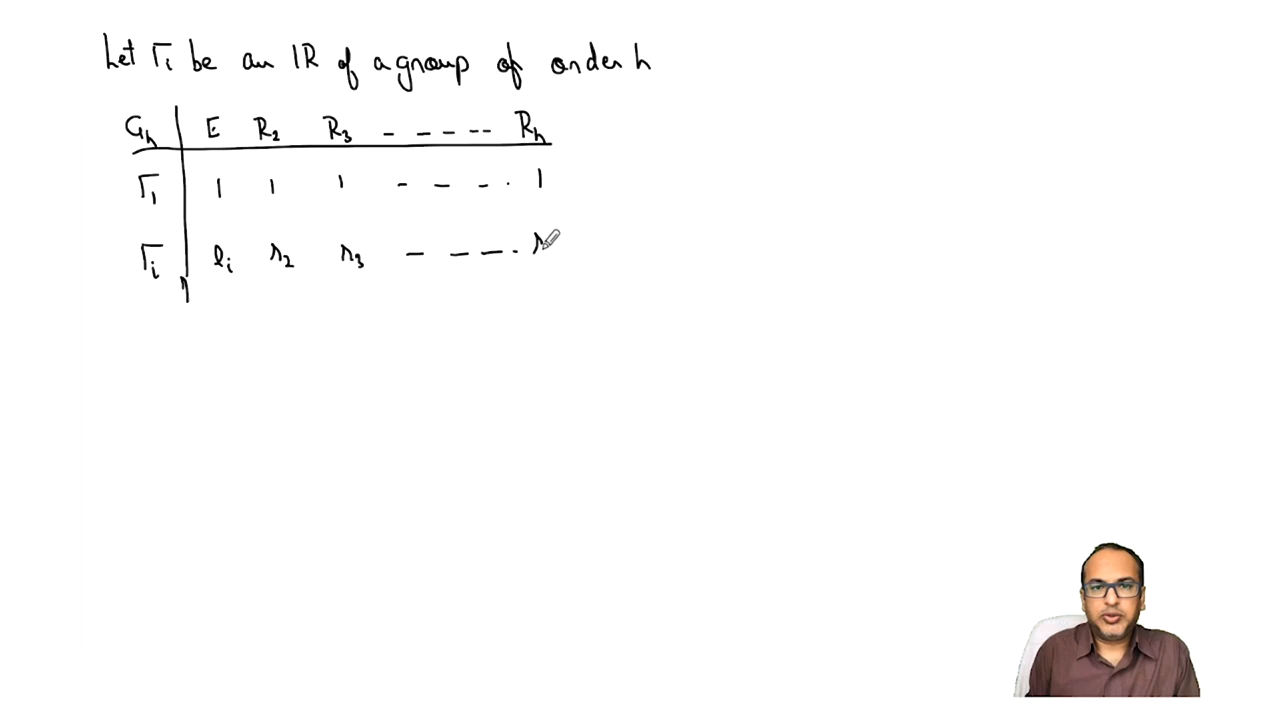 Let Γi be an IR of a group of order h
Gh E R2 R3 - - - - - Rh
Γ1 1 1 1 - - - . 1
Γi li r2 r3 - - - . r